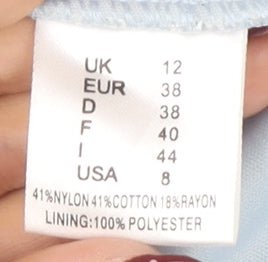 UK 12
EUR 38
D 38
F 40
I 44
USA 8
41%NYLON 41%COTTON 18%RAYON
LINING:100% POLYESTER